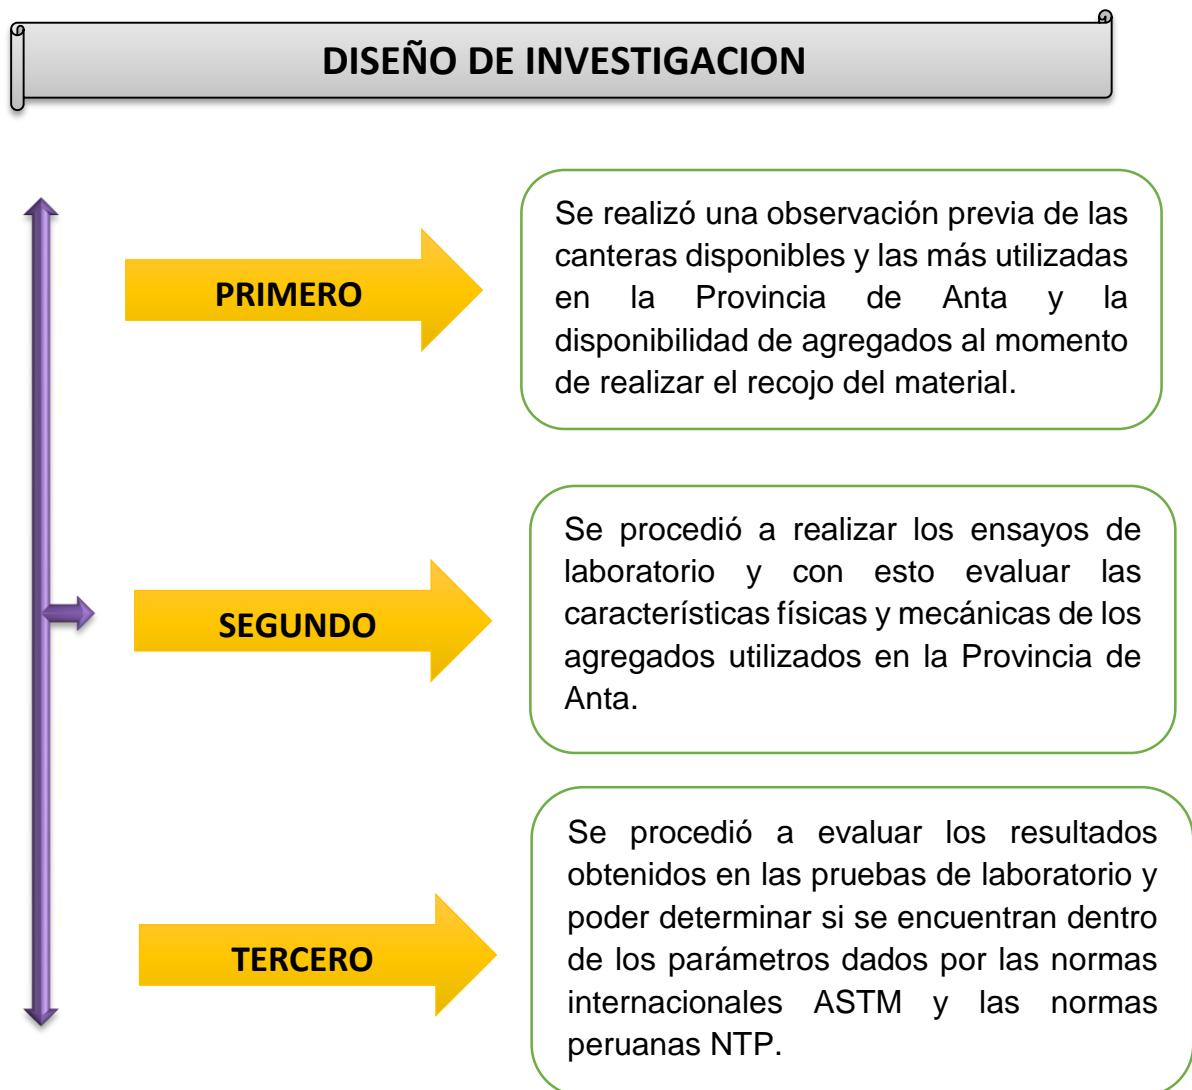 DISEÑO DE INVESTIGACION
PRIMERO
Se realizó una observación previa de las
canteras disponibles y las más utilizadas
en la Provincia de Anta y la
disponibilidad de agregados al momento
de realizar el recojo del material.
SEGUNDO
Se procedió a realizar los ensayos de
laboratorio y con esto evaluar las
características físicas y mecánicas de los
agregados utilizados en la Provincia de
Anta.
TERCERO
Se procedió a evaluar los resultados
obtenidos en las pruebas de laboratorio y
poder determinar si se encuentran dentro
de los parámetros dados por las normas
internacionales ASTM y las normas
peruanas NTP.